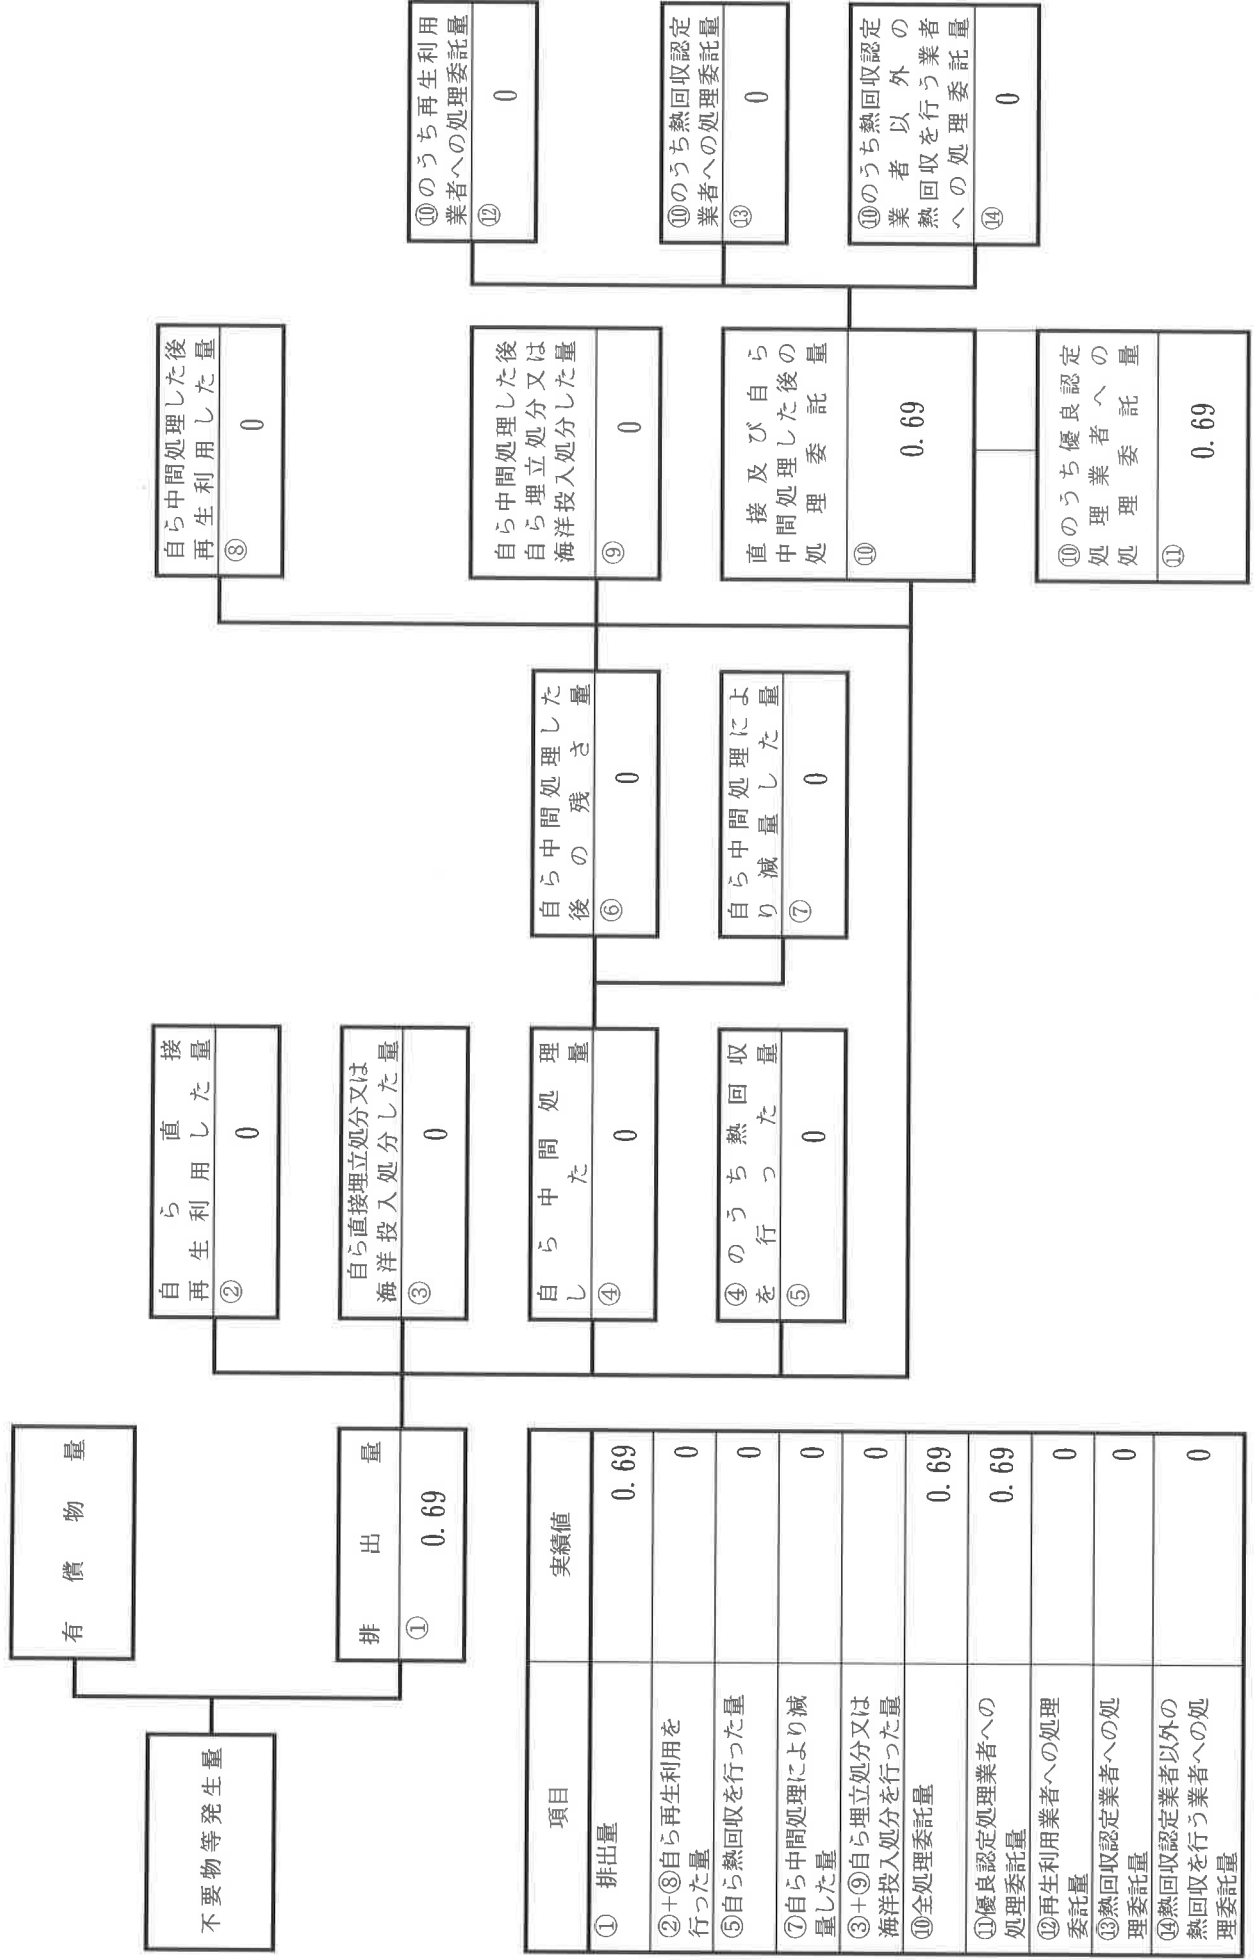 不要物等発生量
有償物量
排出量
① 0.69
自ら直接
再生利用した量
② 0
自ら直接埋立処分又は
海洋投入処分した量
③ 0
自ら中間処理
した量
④ 0
④のうち熱回収
を行った量
⑤ 0
自ら中間処理した
後の残さ量
⑥ 0
自ら中間処理によ
り減量した量
⑦ 0
自ら中間処理した後
再生利用した量
⑧ 0
自ら中間処理した後
自ら埋立処分又は
海洋投入処分した量
⑨ 0
直接及び自ら
中間処理した後の
処理委託量
⑩ 0.69
⑩のうち優良認定
処理業者への
処理委託量
⑪ 0.69
⑩のうち再生利用
業者への処理委託量
⑫ 0
⑩のうち熱回収認定
業者への処理委託量
⑬ 0
⑩のうち熱回収認定
業者以外の
熱回収を行う業者
への処理委託量
⑭ 0
項目 実績値
① 排出量 0.69
②+⑧自ら再生利用を
行った量 0
⑤自ら熱回収を行った量 0
⑦自ら中間処理により減
量した量 0
③+⑨自ら埋立処分又は
海洋投入処分を行った量 0
⑩全処理委託量 0.69
⑪優良認定処理業者への
処理委託量 0.69
⑫再生利用業者への処理
委託量 0
⑬熱回収認定業者への処
理委託量 0
⑭熱回収認定業者以外の
熱回収を行う業者への処
理委託量 0